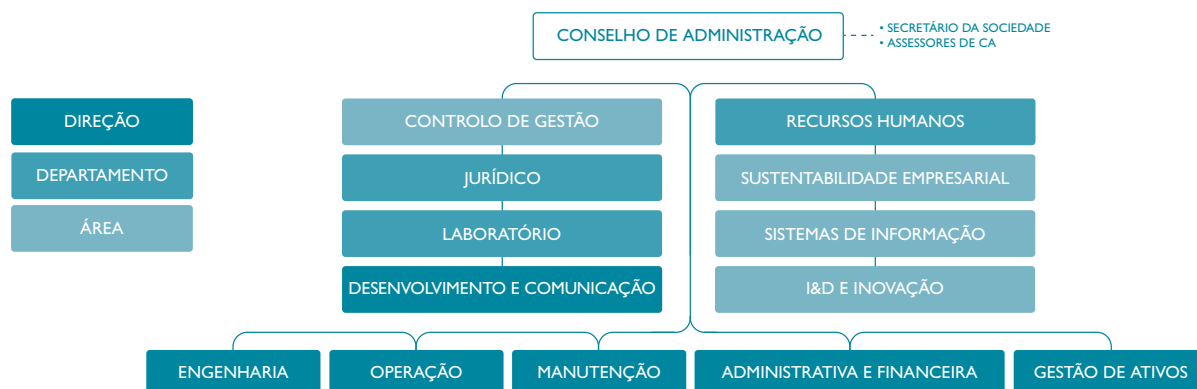 CONSELHO DE ADMINISTRAÇÃO
• SECRETÁRIO DA SOCIEDADE
• ASSESSORES DE CA
DIREÇÃO
DEPARTAMENTO
ÁREA
CONTROLO DE GESTÃO
JURÍDICO
LABORATÓRIO
DESENVOLVIMENTO E COMUNICAÇÃO
RECURSOS HUMANOS
SUSTENTABILIDADE EMPRESARIAL
SISTEMAS DE INFORMAÇÃO
I&D E INOVAÇÃO
ENGENHARIA
OPERAÇÃO
MANUTENÇÃO
ADMINISTRATIVA E FINANCEIRA
GESTÃO DE ATIVOS